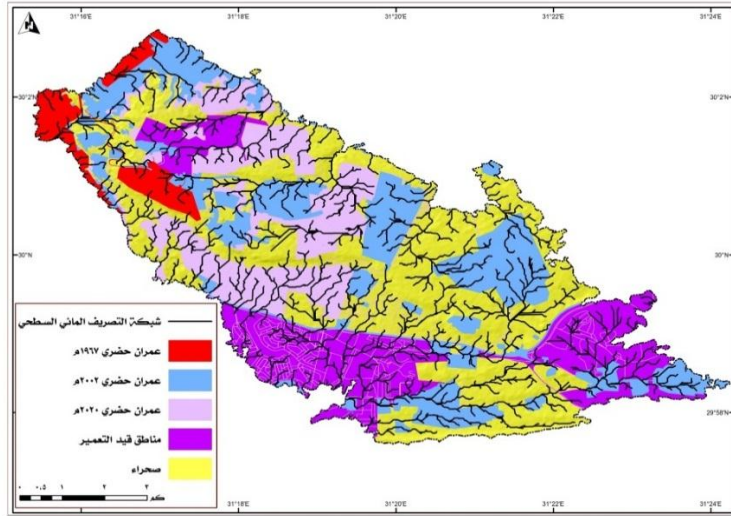 31°16'E 31°18'E 31°20'E 31°22'E 31°24'E
30°2'N 30°2'N
30°N 30°N
29°58'N
شبكة التصريف المائي السطحي
عمران حضري ١٩٦٧م
عمران حضري ٢٠٠٢م
عمران حضري ٢٠٢٠م
مناطق قيد التعمير
صحراء
٠ ٠,٥ ١ ٢ ٣ كم
31°18'E 31°20'E 31°22'E 31°24'E